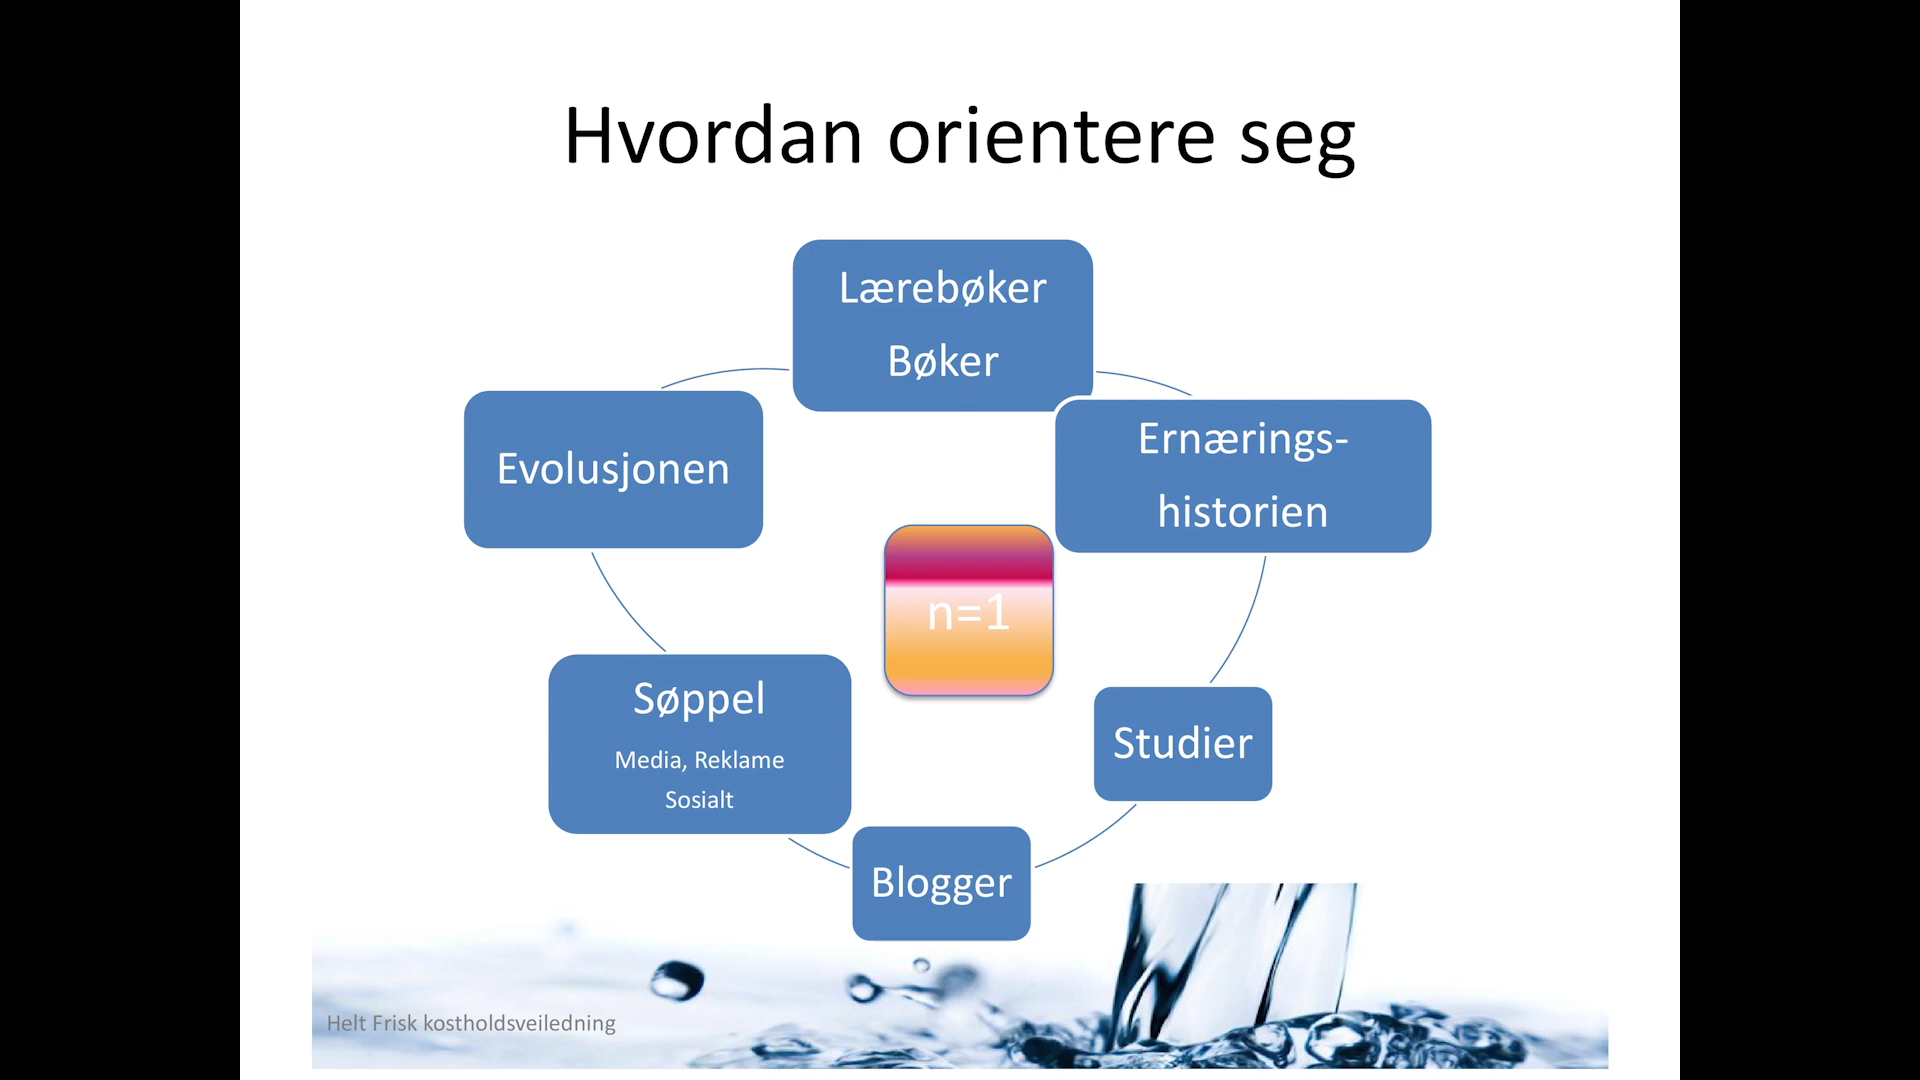 Hvordan orientere seg
Lærebøker
Bøker
Evolusjonen
Ernærings-
historien
n=1
Søppel
Media, Reklame
Sosialt
Studier
Blogger
Helt Frisk kostholdsveiledning